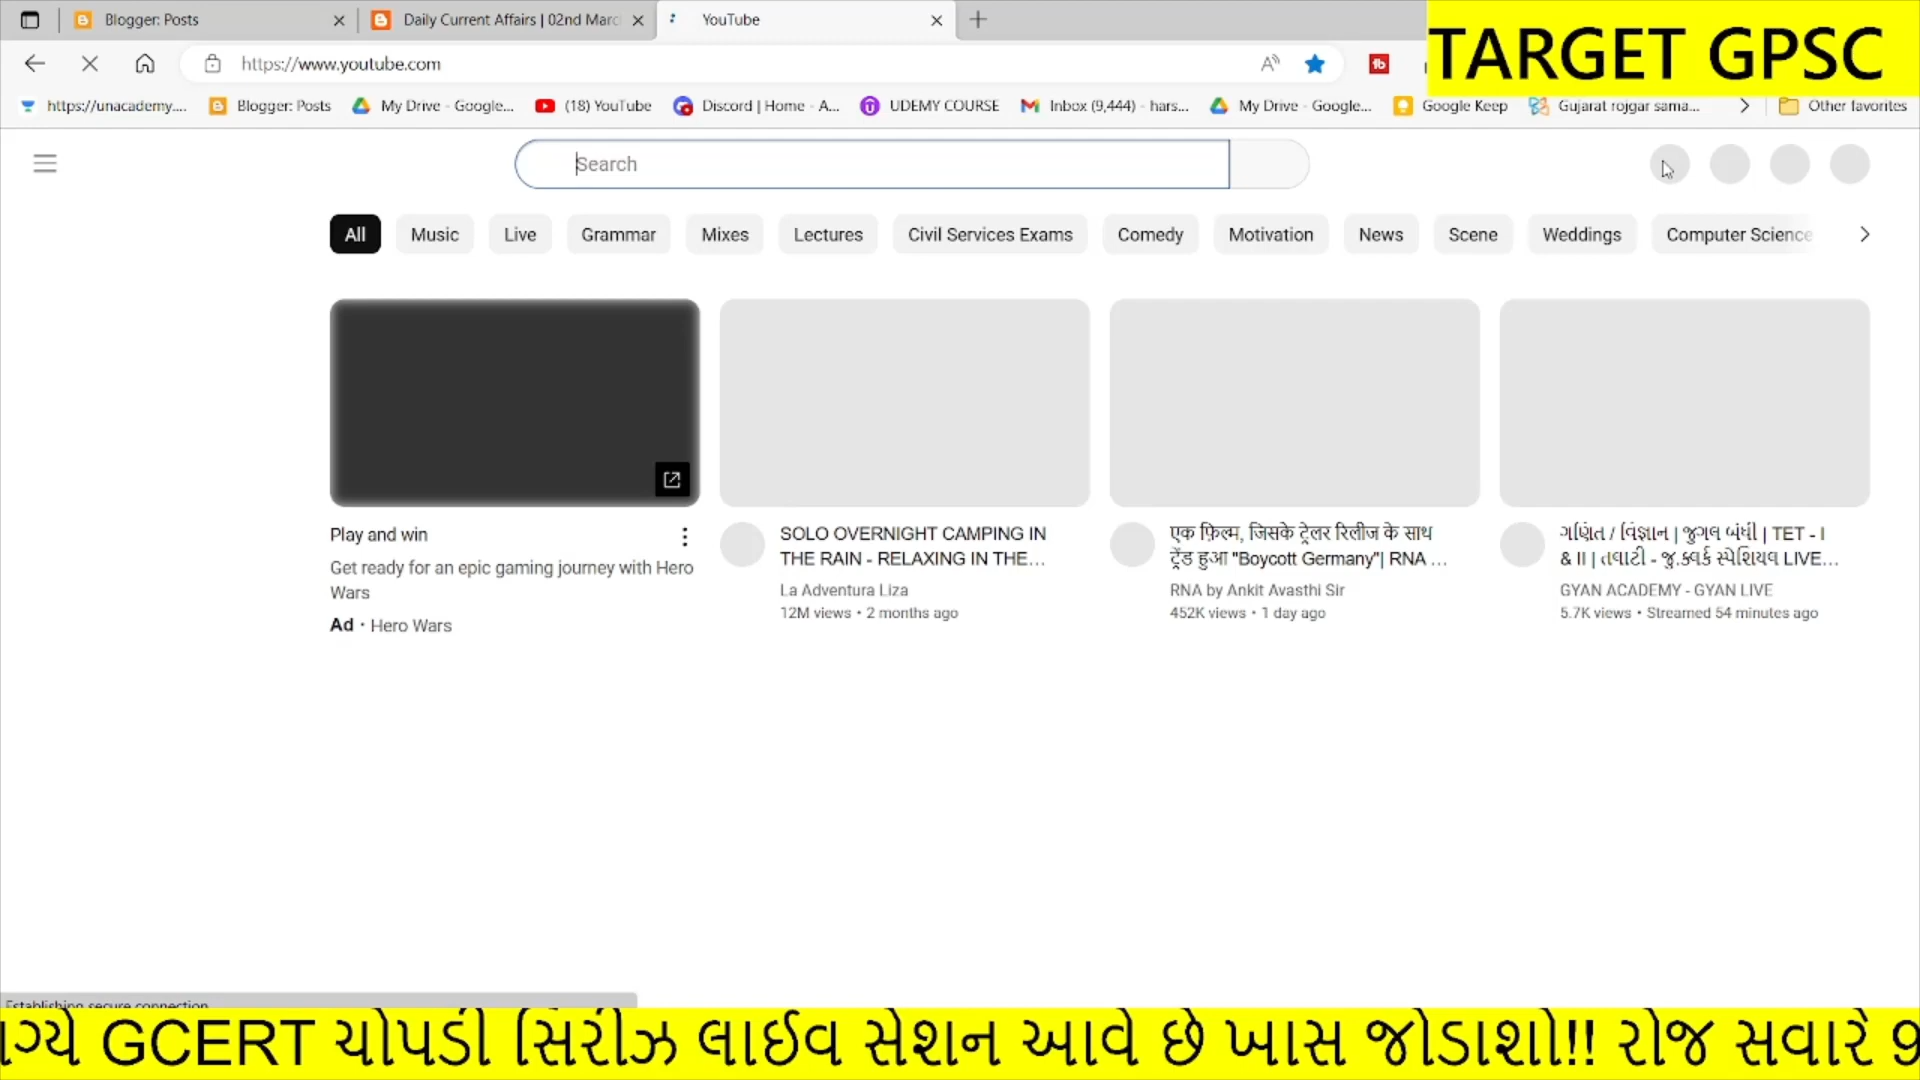 Blogger: Posts
Daily Current Affairs | 02nd Marc
YouTube
TARGET GPSC
https://www.youtube.com
https://unacademy....
Blogger: Posts
My Drive - Google...
(18) YouTube
Discord | Home - A...
UDEMY COURSE
Inbox (9,444) - hars...
My Drive - Google...
Google Keep
Gujarat rojgar sama...
Other favorites
Search
All
Music
Live
Grammar
Mixes
Lectures
Civil Services Exams
Comedy
Motivation
News
Scene
Weddings
Computer Science
Play and win
Get ready for an epic gaming journey with Hero
Wars
Ad · Hero Wars
SOLO OVERNIGHT CAMPING IN
THE RAIN - RELAXING IN THE...
La Adventura Liza
12M views • 2 months ago
एक फ़िल्म, जिसके ट्रेलर रिलीज के साथ
ट्रेंड हुआ "Boycott Germany"| RNA ...
RNA by Ankit Avasthi Sir
452K views • 1 day ago
ગણિત / વિજ્ઞાન | જુગલ બંધી | TET - I
& II | તલાટી - જુ.ક્લર્ક સ્પેશિયલ LIVE...
GYAN ACADEMY - GYAN LIVE
5.7K views • Streamed 54 minutes ago
Establishing secure connection
ાગ્યે GCERT ચોપડી સિરીઝ લાઈવ સેશન આવે છે ખાસ જોડાશો!! રોજ સવારે 9